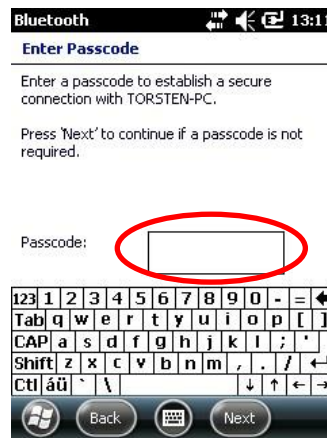 Bluetooth 13:11
Enter Passcode
Enter a passcode to establish a secure
connection with TORSTEN-PC.
Press 'Next' to continue if a passcode is not
required.
Passcode:
123 1 2 3 4 5 6 7 8 9 0 - =
Tab q w e r t y u i o p [ ]
CAP a s d f g h j k l ; '
Shift z x c v b n m , . /
Ctl áü ` \ ↓ ↑ ← →
Back Next